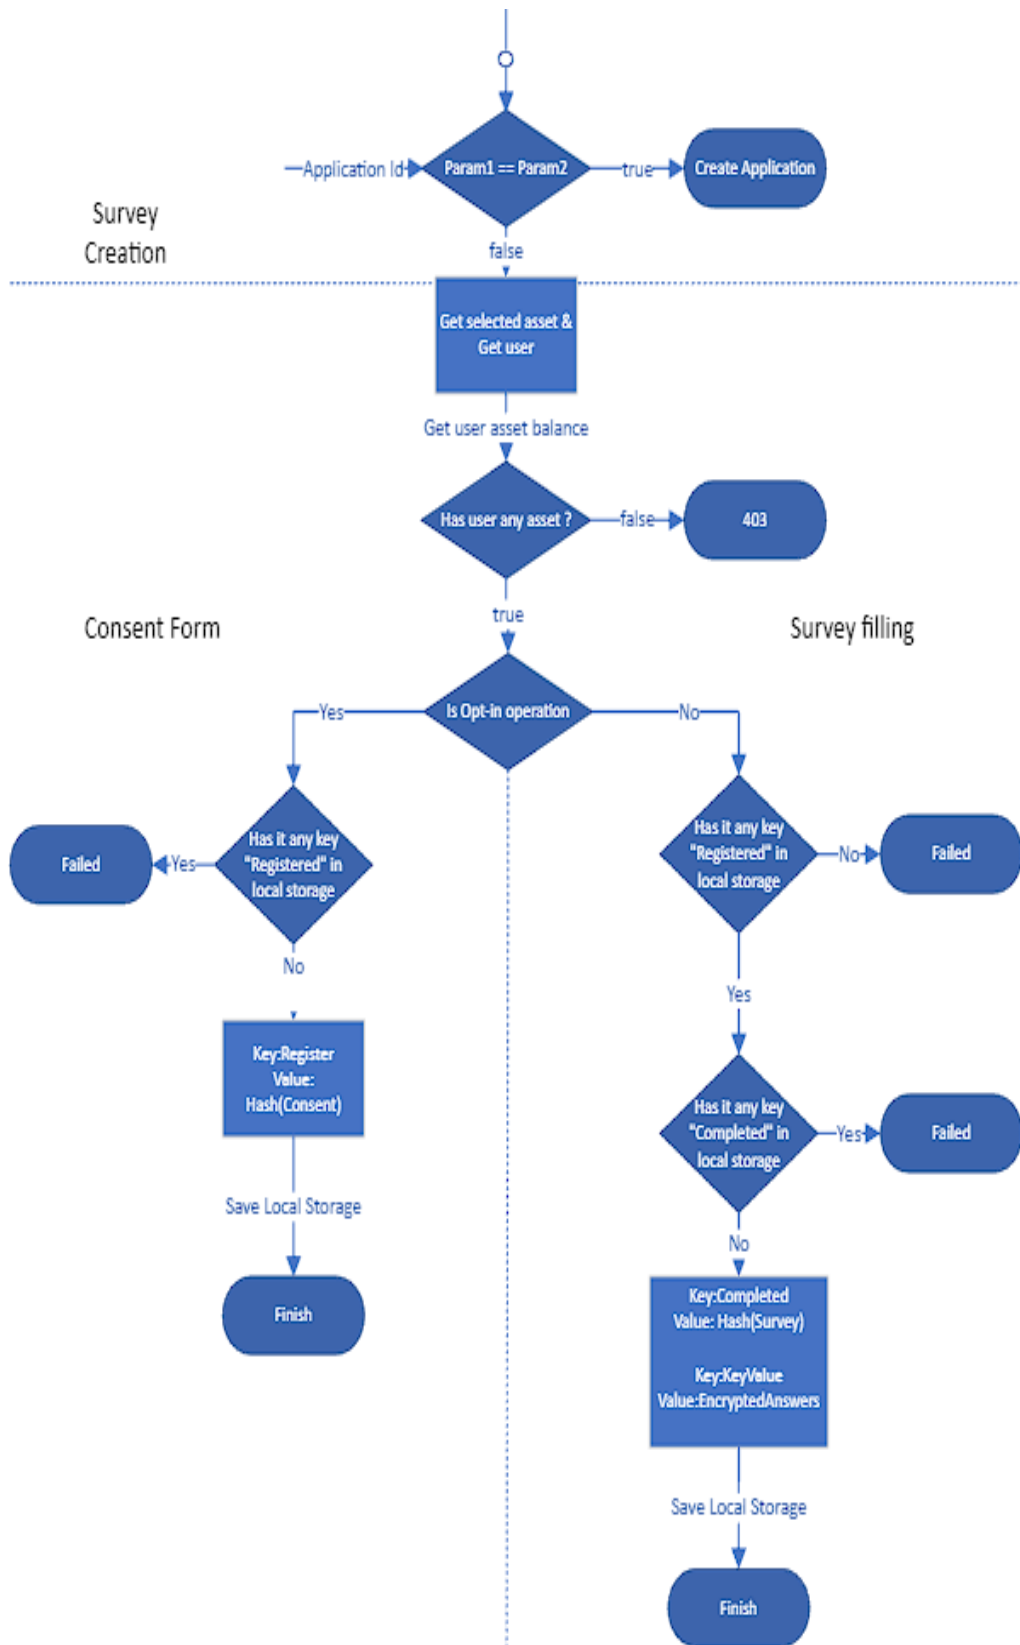 Application Id
Param1 == Param2
true
Create Application
Survey
Creation
false
Get selected asset &
Get user
Get user asset balance
Has user any asset ?
false
403
true
Consent Form
Survey filling
Is Opt-in operation
Yes
No
Has it any key
"Registered" in
local storage
Yes
Failed
Has it any key
"Registered" in
local storage
No
Failed
No
Yes
Key:Register
Value:
Hash(Consent)
Has it any key
"Completed" in
local storage
Yes
Failed
Save Local Storage
No
Finish
Key:Completed
Value: Hash(Survey)
Key:KeyValue
Value:EncryptedAnswers
Save Local Storage
Finish